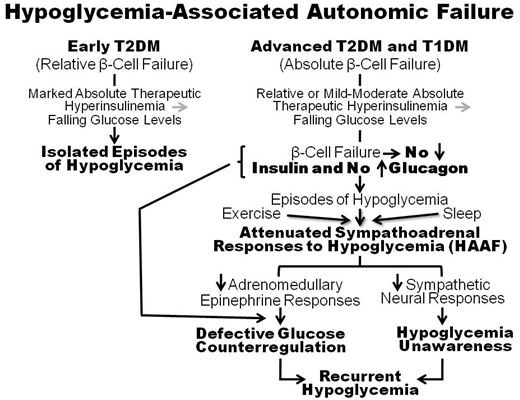 Hypoglycemia-Associated Autonomic Failure
Early T2DM
(Relative β-Cell Failure)
Marked Absolute Therapeutic
Hyperinsulinemia →
Falling Glucose Levels
Isolated Episodes
of Hypoglycemia
Advanced T2DM and T1DM
(Absolute β-Cell Failure)
Relative or Mild-Moderate Absolute
Therapeutic Hyperinsulinemia →
Falling Glucose Levels
β-Cell Failure → No ↓
Insulin and No ↑ Glucagon
Episodes of Hypoglycemia
Exercise
Sleep
Attenuated Sympathoadrenal
Responses to Hypoglycemia (HAAF)
↓ Adrenomedullary
Epinephrine Responses
↓ Sympathetic
Neural Responses
Defective Glucose
Counterregulation
Hypoglycemia
Unawareness
Recurrent
Hypoglycemia